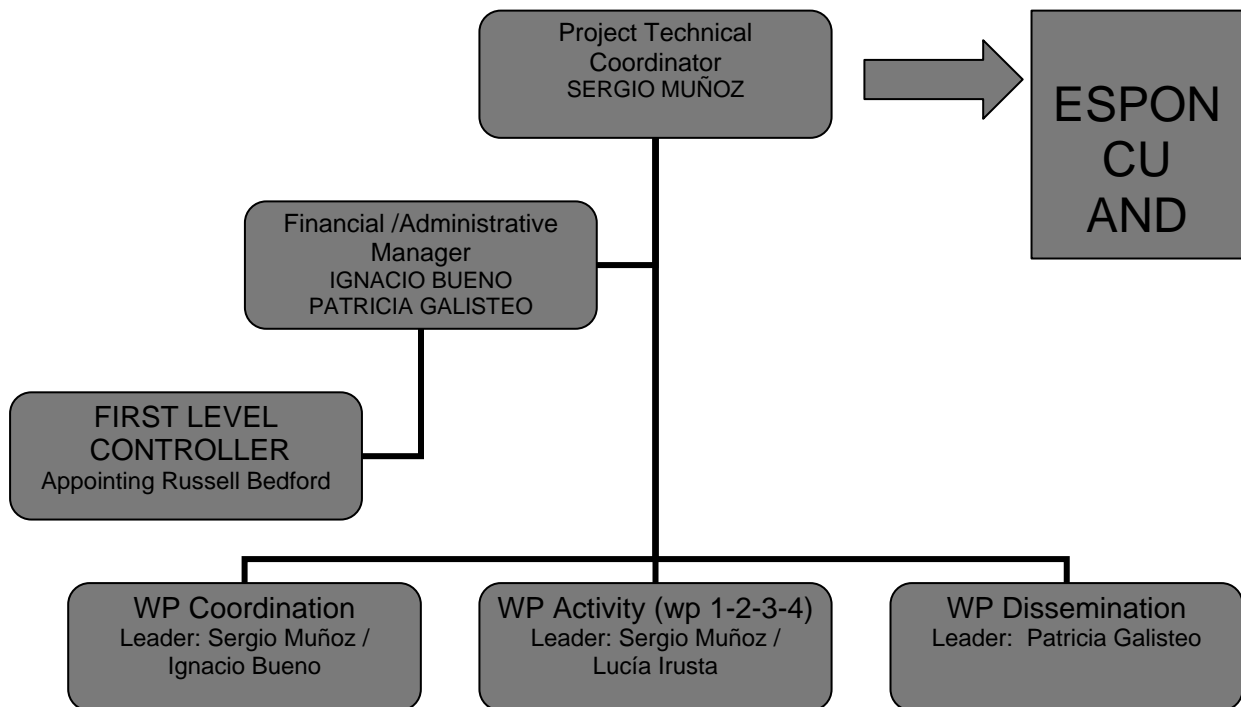 Project Technical
Coordinator
SERGIO MUÑOZ
ESPON
CU
AND
Financial /Administrative
Manager
IGNACIO BUENO
PATRICIA GALISTEO
FIRST LEVEL
CONTROLLER
Appointing Russell Bedford
WP Coordination
Leader: Sergio Muñoz /
Ignacio Bueno
WP Activity (wp 1-2-3-4)
Leader: Sergio Muñoz /
Lucía Irusta
WP Dissemination
Leader:  Patricia Galisteo